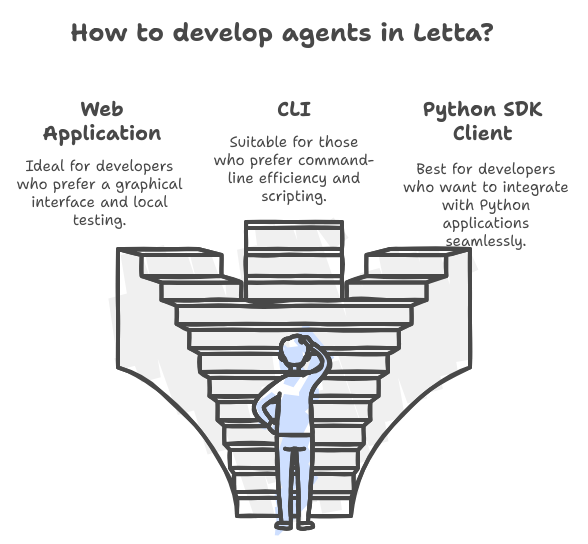 How to develop agents in Letta?
Web
Application
Ideal for developers
who prefer a graphical
interface and local
testing.
CLI
Suitable for those
who prefer command-
line efficiency and
scripting.
Python SDK
Client
Best for developers
who want to integrate
with Python
applications
seamlessly.